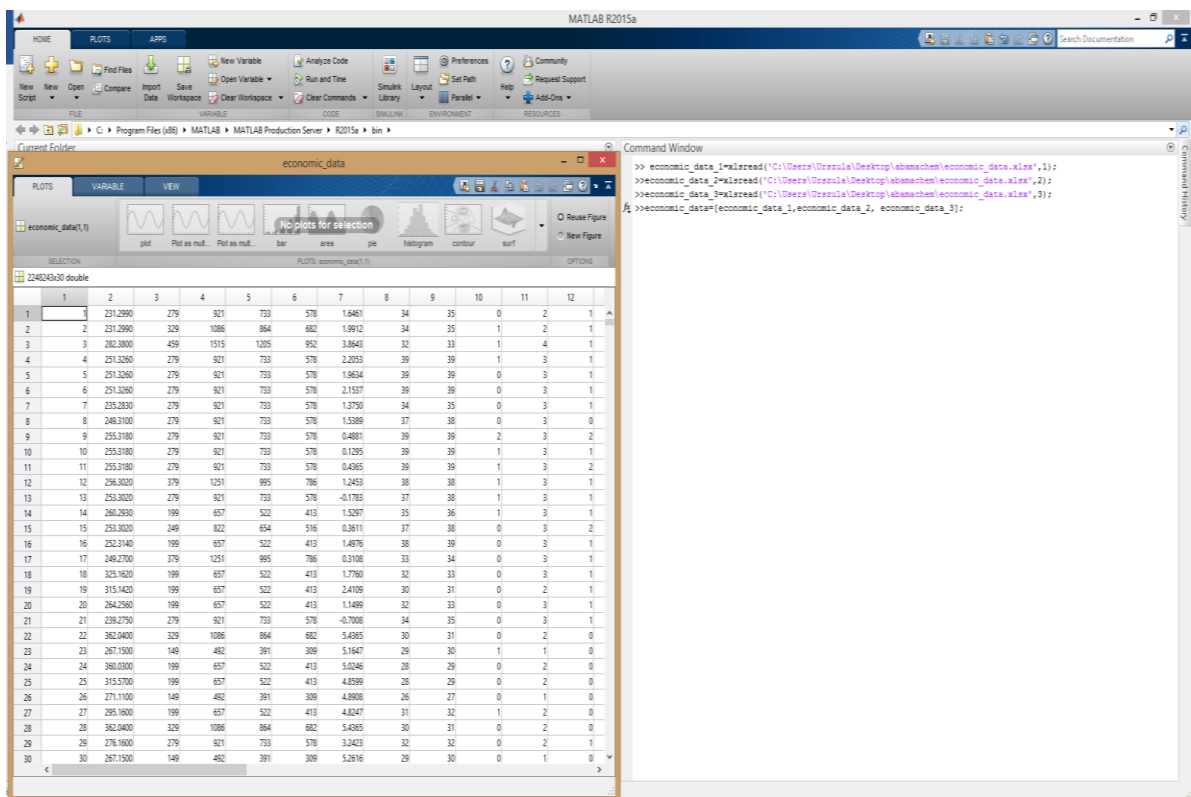 MATLAB R2015a
HOME PLOTS APPS
Search Documentation
New Script
New
Open
Find Files
Compare
Import Data
Save Workspace
New Variable
Open Variable
Clear Workspace
Analyze Code
Run and Time
Clear Commands
Simulink Library
Layout
Preferences
Set Path
Parallel
Help
Community
Request Support
Add-Ons
FILE VARIABLE CODE SIMULINK ENVIRONMENT RESOURCES
C: Program Files (x86) MATLAB MATLAB Production Server R2015a bin
Current Folder
economic_data
PLOTS VARIABLE VIEW
economic_data(1,1)
plot Plot as mult... Plot as mult... bar area pie histogram contour surf
No plots for selection
Reuse Figure
New Figure
SELECTION PLOTS: economic_data(1,1) OPTIONS
2248243x30 double
1 2 3 4 5 6 7 8 9 10 11 12
1 1 231.2990 279 921 733 578 1.6461 34 35 0 2 1
2 2 231.2990 329 1086 864 682 1.9912 34 35 1 2 1
3 3 282.3800 459 1515 1205 952 3.8643 32 33 1 4 1
4 4 251.3260 279 921 733 578 2.2053 39 39 1 3 1
5 5 251.3260 279 921 733 578 1.9634 39 39 0 3 1
6 6 251.3260 279 921 733 578 2.1537 39 39 0 3 1
7 7 235.2830 279 921 733 578 1.3750 34 35 0 3 1
8 8 249.3100 279 921 733 578 1.5389 37 38 0 3 0
9 9 255.3180 279 921 733 578 0.4881 39 39 2 3 2
10 10 255.3180 279 921 733 578 0.1295 39 39 1 3 1
11 11 255.3180 279 921 733 578 0.4365 39 39 1 3 2
12 12 256.3020 379 1251 995 786 1.2453 38 38 1 3 1
13 13 253.3020 279 921 733 578 -0.1783 37 38 1 3 1
14 14 260.2930 199 657 522 413 1.5297 35 36 1 3 1
15 15 253.3020 249 822 654 516 0.3611 37 38 0 3 2
16 16 252.3140 199 657 522 413 1.4976 38 39 0 3 1
17 17 249.2700 379 1251 995 786 0.3108 33 34 0 3 1
18 18 325.1620 199 657 522 413 1.7760 32 33 0 3 1
19 19 315.1420 199 657 522 413 2.4109 30 31 0 2 1
20 20 264.2560 199 657 522 413 1.1499 32 33 0 3 1
21 21 239.2750 279 921 733 578 -0.7008 34 35 0 3 1
22 22 362.0400 329 1086 864 682 5.4365 30 31 0 2 0
23 23 267.1500 149 492 391 309 5.1647 29 30 1 1 0
24 24 360.0300 199 657 522 413 5.0246 28 29 0 2 0
25 25 315.5700 199 657 522 413 4.8599 28 29 0 2 0
26 26 271.1100 149 492 391 309 4.8908 26 27 0 1 0
27 27 295.1600 199 657 522 413 4.8247 31 32 1 2 0
28 28 362.0400 329 1086 864 682 5.4365 30 31 0 2 0
29 29 276.1600 279 921 733 578 3.2423 32 32 0 2 1
30 30 267.1500 149 492 391 309 5.2616 29 30 0 1 0
Command Window
>> economic_data_1=xlsread('C:\Users\Urszula\Desktop\abamachem\economic_data.xlsx',1);
>>economic_data_2=xlsread('C:\Users\Urszula\Desktop\abamachem\economic_data.xlsx',2);
>>economic_data_3=xlsread('C:\Users\Urszula\Desktop\abamachem\economic_data.xlsx',3);
fx >>economic_data=[economic_data_1,economic_data_2, economic_data_3];
Command History